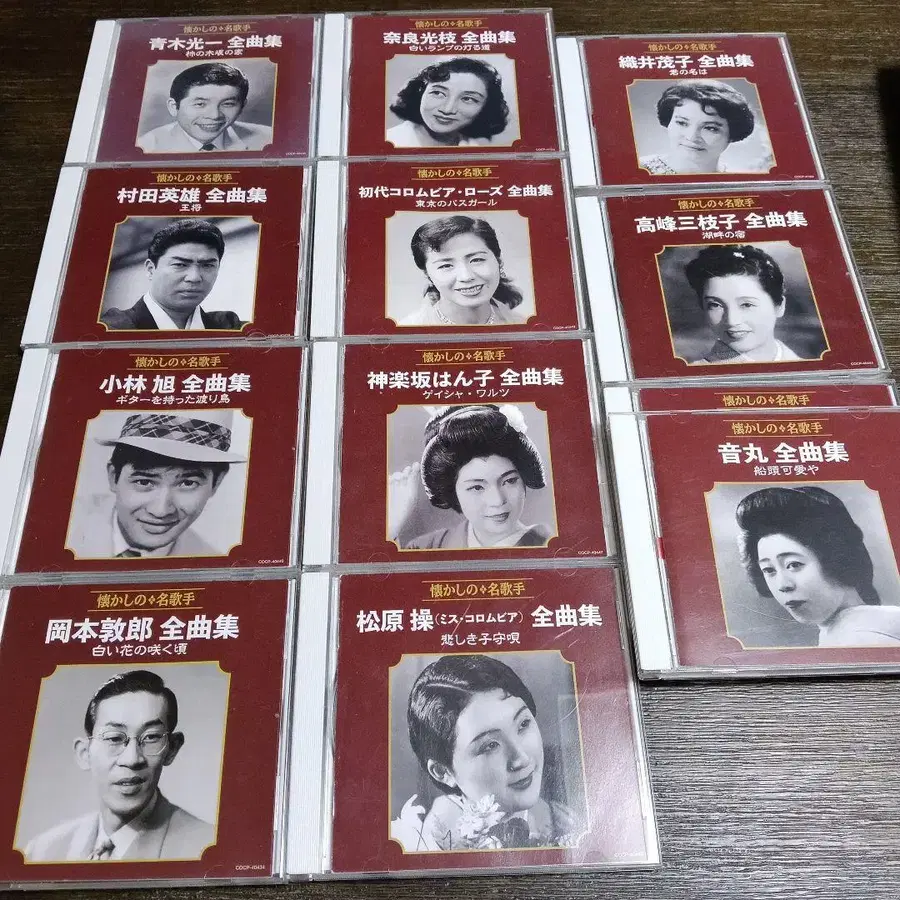 懐かしの名歌手
青木光一 全曲集
柿の木坂の家
懐かしの名歌手
奈良光枝 全曲集
白いランプの灯る道
懐かしの名歌手
織井茂子 全曲集
君の名は
懐かしの名歌手
村田英雄 全曲集
王将
懐かしの名歌手
初代コロムビア・ローズ 全曲集
東京のバスガール
懐かしの名歌手
高峰三枝子 全曲集
湖畔の宿
懐かしの名歌手
小林 旭 全曲集
ギターを持った渡り鳥
懐かしの名歌手
神楽坂はん子 全曲集
ゲイシャ・ワルツ
懐かしの名歌手
懐かしの名歌手
音丸 全曲集
船頭可愛や
懐かしの名歌手
岡本敦郎 全曲集
白い花の咲く頃
COCP-40434
懐かしの名歌手
松原 操(ミス・コロムビア) 全曲集
悲しき子守唄